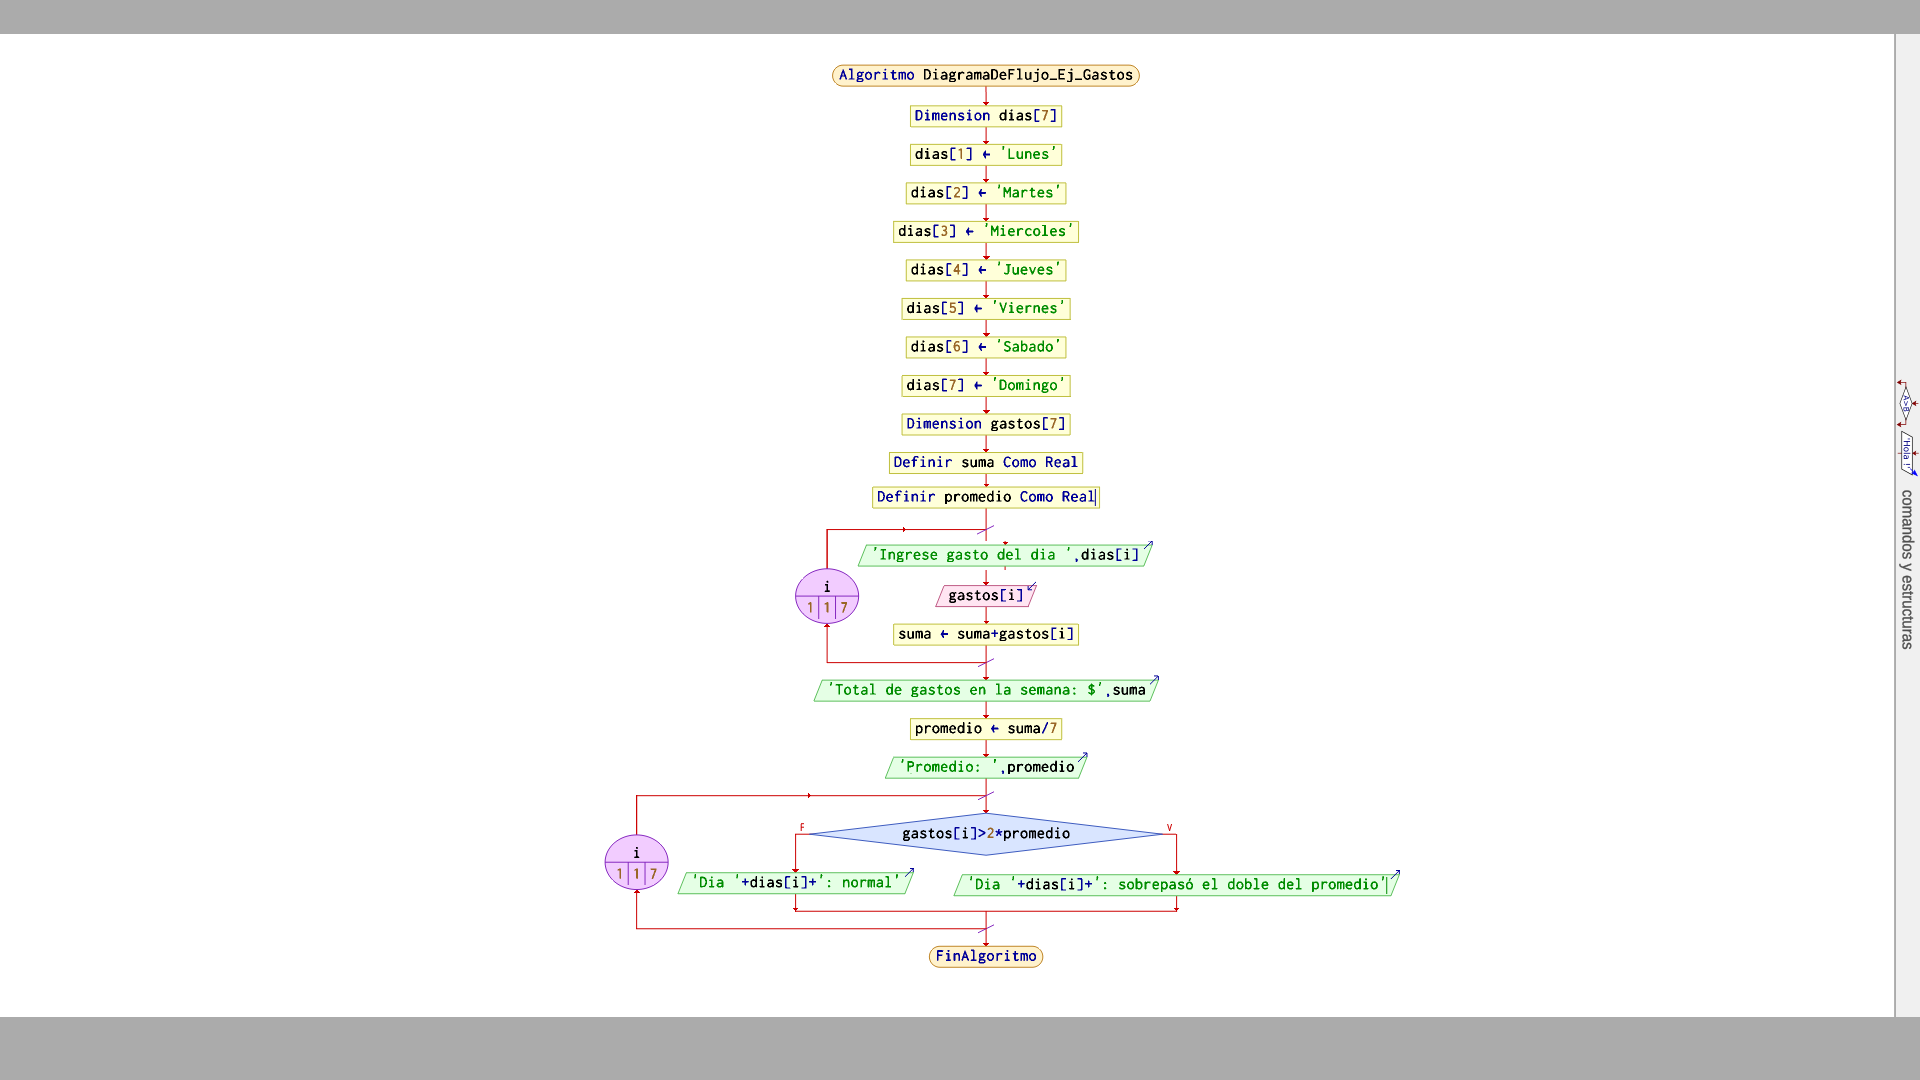 Algoritmo DiagramaDeFlujo_Ej_Gastos
Dimension dias[7]
dias[1] ← 'Lunes'
dias[2] ← 'Martes'
dias[3] ← 'Miercoles'
dias[4] ← 'Jueves'
dias[5] ← 'Viernes'
dias[6] ← 'Sabado'
dias[7] ← 'Domingo'
Dimension gastos[7]
Definir suma Como Real
Definir promedio Como Real
'Ingrese gasto del dia ',dias[i]
i
1 1 7
gastos[i]
suma ← suma+gastos[i]
'Total de gastos en la semana: $',suma
promedio ← suma/7
'Promedio: ',promedio
i
1 1 7
gastos[i]>2*promedio
F
V
'Dia '+dias[i]+': normal'
'Dia '+dias[i]+': sobrepasó el doble del promedio'
FinAlgoritmo
A>B
'Hola !'
comandos y estructuras